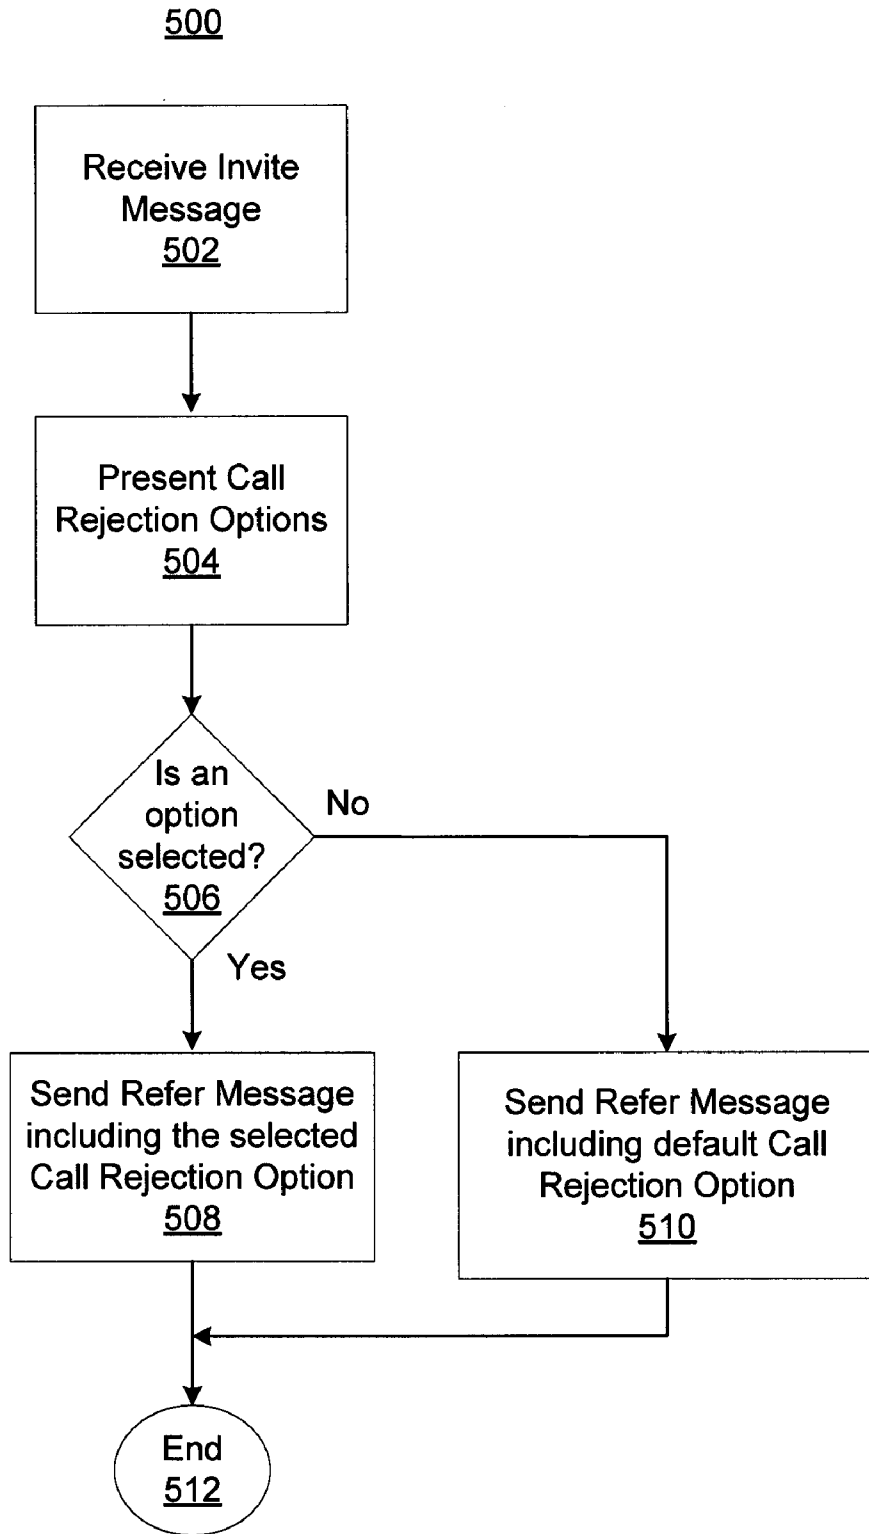 500
Receive Invite
Message
502
Present Call
Rejection Options
504
Is an
option
selected?
506
No
Yes
Send Refer Message
including the selected
Call Rejection Option
508
Send Refer Message
including default Call
Rejection Option
510
End
512